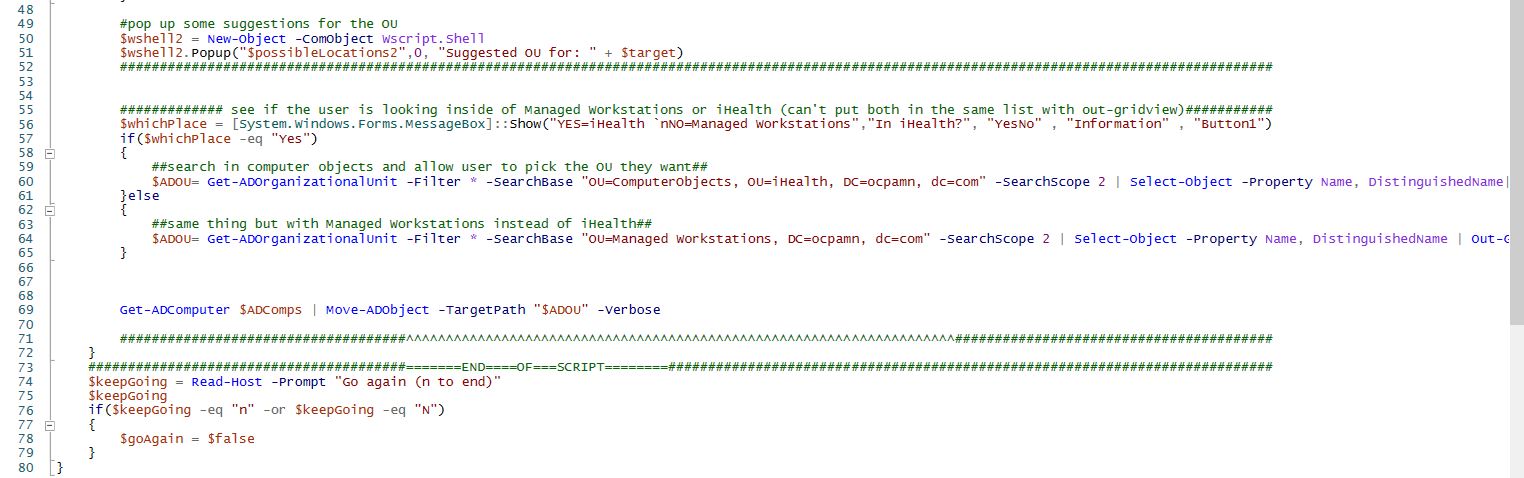 48
49 #pop up some suggestions for the OU
50 $wshell2 = New-Object -ComObject Wscript.Shell
51 $wshell2.Popup("$possibleLocations2",0, "Suggested OU for: " + $target)
52 #################################################################################################################################################
53
54
55 ############# see if the user is looking inside of Managed Workstations or iHealth (can't put both in the same list with out-gridview)###########
56 $whichPlace = [System.Windows.Forms.MessageBox]::Show("YES=iHealth `nNO=Managed Workstations","In iHealth?", "YesNo" , "Information" , "Button1")
57 if($whichPlace -eq "Yes")
58 {
59 ##search in computer objects and allow user to pick the OU they want##
60 $ADOU= Get-ADOrganizationalUnit -Filter * -SearchBase "OU=ComputerObjects, OU=iHealth, DC=ocpamn, dc=com" -SearchScope 2 | Select-Object -Property Name, DistinguishedName|
61 }else
62 {
63 ##same thing but with Managed Workstations instead of iHealth##
64 $ADOU= Get-ADOrganizationalUnit -Filter * -SearchBase "OU=Managed Workstations, DC=ocpamn, dc=com" -SearchScope 2 | Select-Object -Property Name, DistinguishedName | Out-G
65 }
66
67
68
69 Get-ADComputer $ADComps | Move-ADObject -TargetPath "$ADOU" -Verbose
70
71 ####################################^^^^^^^^^^^^^^^^^^^^^^^^^^^^^^^^^^^^^^^^^^^^^^^^^^^^^^^^^^^^^^^^^^^^^########################################
72 }
73 ########################################=======END====OF===SCRIPT========############################################################################
74 $keepGoing = Read-Host -Prompt "Go again (n to end)"
75 $keepGoing
76 if($keepGoing -eq "n" -or $keepGoing -eq "N")
77 {
78 $goAgain = $false
79 }
80 }